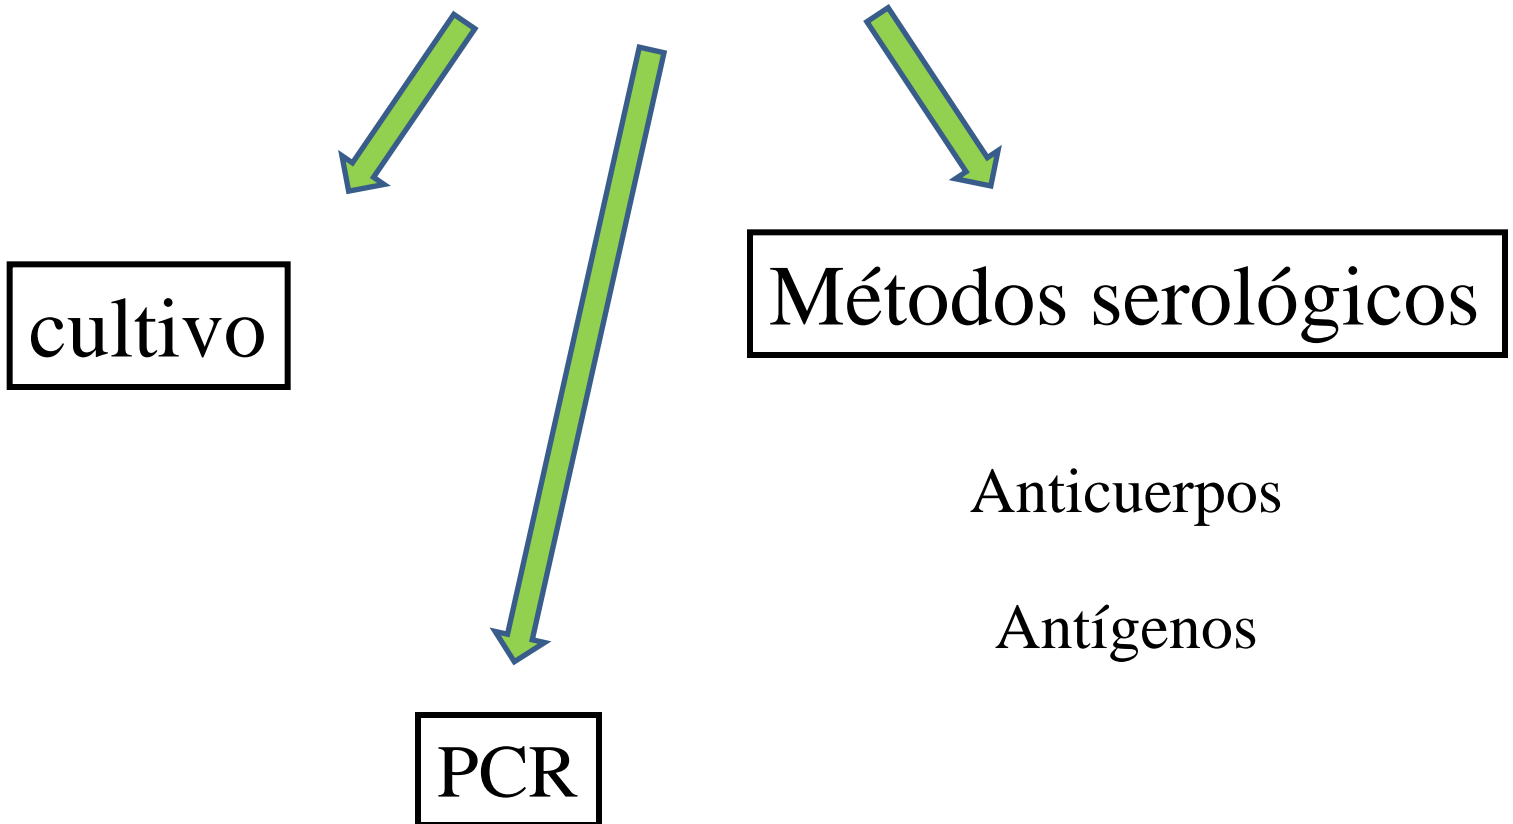 cultivo
Métodos serológicos
Anticuerpos
Antígenos
PCR